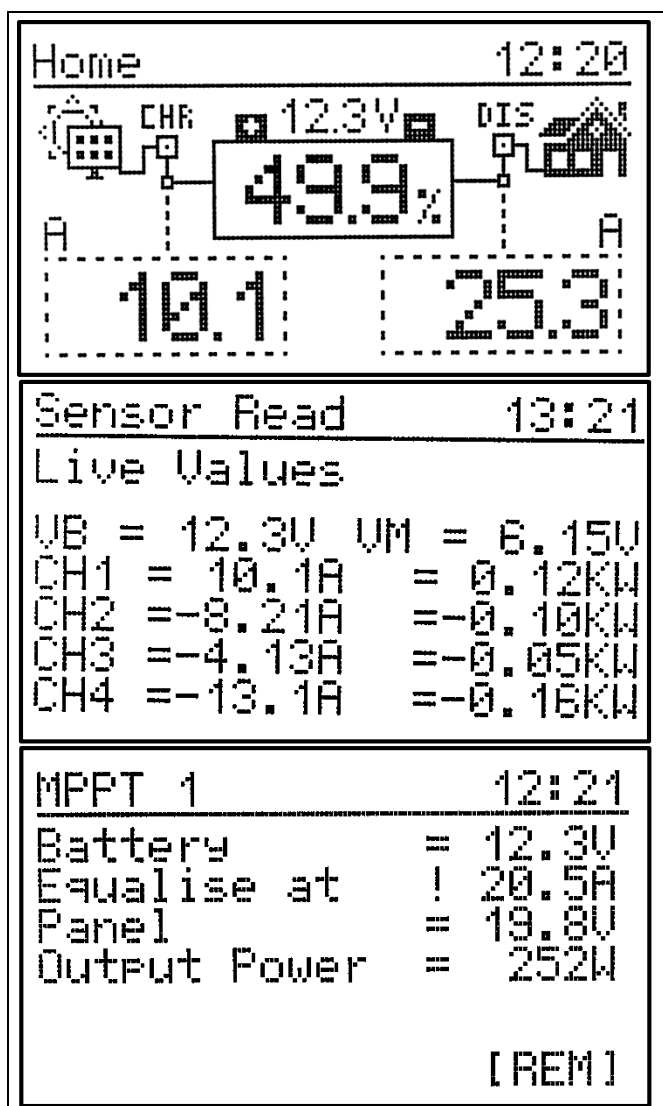 Home 12:20
CHR 12.3V DIS
49.9%
A A
10.1 25.3
Sensor Read 13:21
Live Values
VB = 12.3V VM = 6.15V
CH1 = 10.1A = 0.12KW
CH2 =-8.21A =-0.10KW
CH3 =-4.13A =-0.05KW
CH4 =-13.1A =-0.16KW
MPPT 1 12:21
Battery = 12.3V
Equalise at ! 20.5A
Panel = 19.8V
Output Power = 252W
[REM]